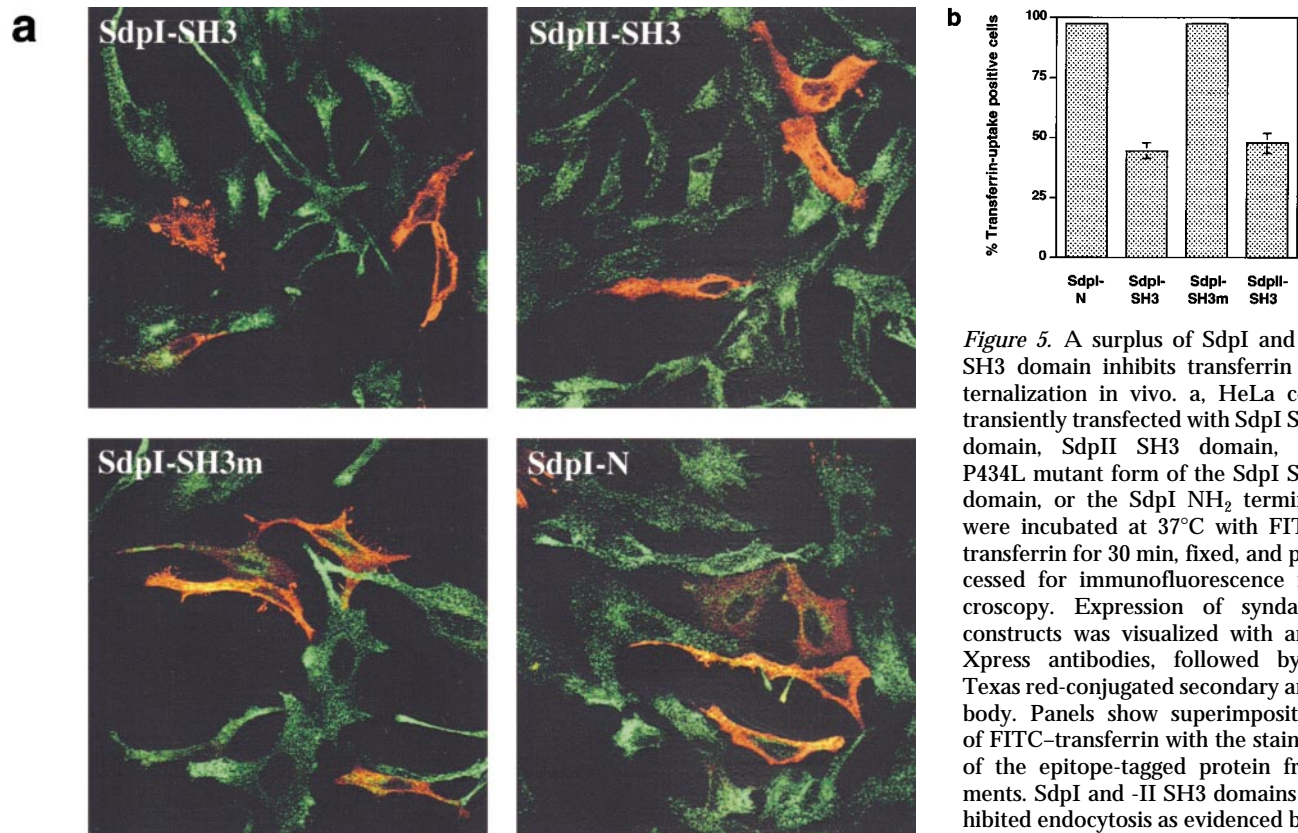 a
SdpI-SH3
SdpII-SH3
SdpI-SH3m
SdpI-N
b
% Transferrin-uptake positive cells
100
75
50
25
0
SdpI-
N
SdpI-
SH3
SdpI-
SH3m
SdpII-
SH3
Figure 5. A surplus of SdpI and
SH3 domain inhibits transferrin
ternalization in vivo. a, HeLa c
transiently transfected with SdpI S
domain, SdpII SH3 domain,
P434L mutant form of the SdpI S
domain, or the SdpI NH₂ termin
were incubated at 37°C with FIT
transferrin for 30 min, fixed, and p
cessed for immunofluorescence
croscopy. Expression of synda
constructs was visualized with an
Xpress antibodies, followed by
Texas red-conjugated secondary an
body. Panels show superimposit
of FITC–transferrin with the stain
of the epitope-tagged protein fr
ments. SdpI and -II SH3 domains
hibited endocytosis as evidenced b